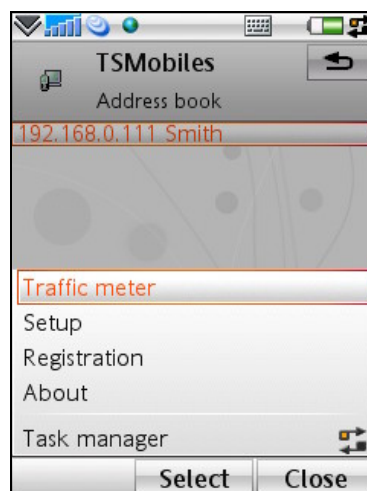 TSMobiles
Address book
192.168.0.111 Smith
Traffic meter
Setup
Registration
About
Task manager
Select Close